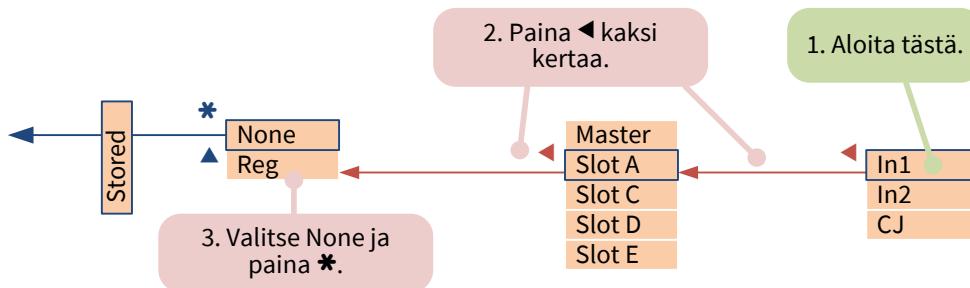 2. Paina ◄ kaksi
kertaa.
1. Aloita tästä.
Stored
*
None
Reg
Master
Slot A
Slot C
Slot D
Slot E
In1
In2
CJ
3. Valitse None ja
paina *.